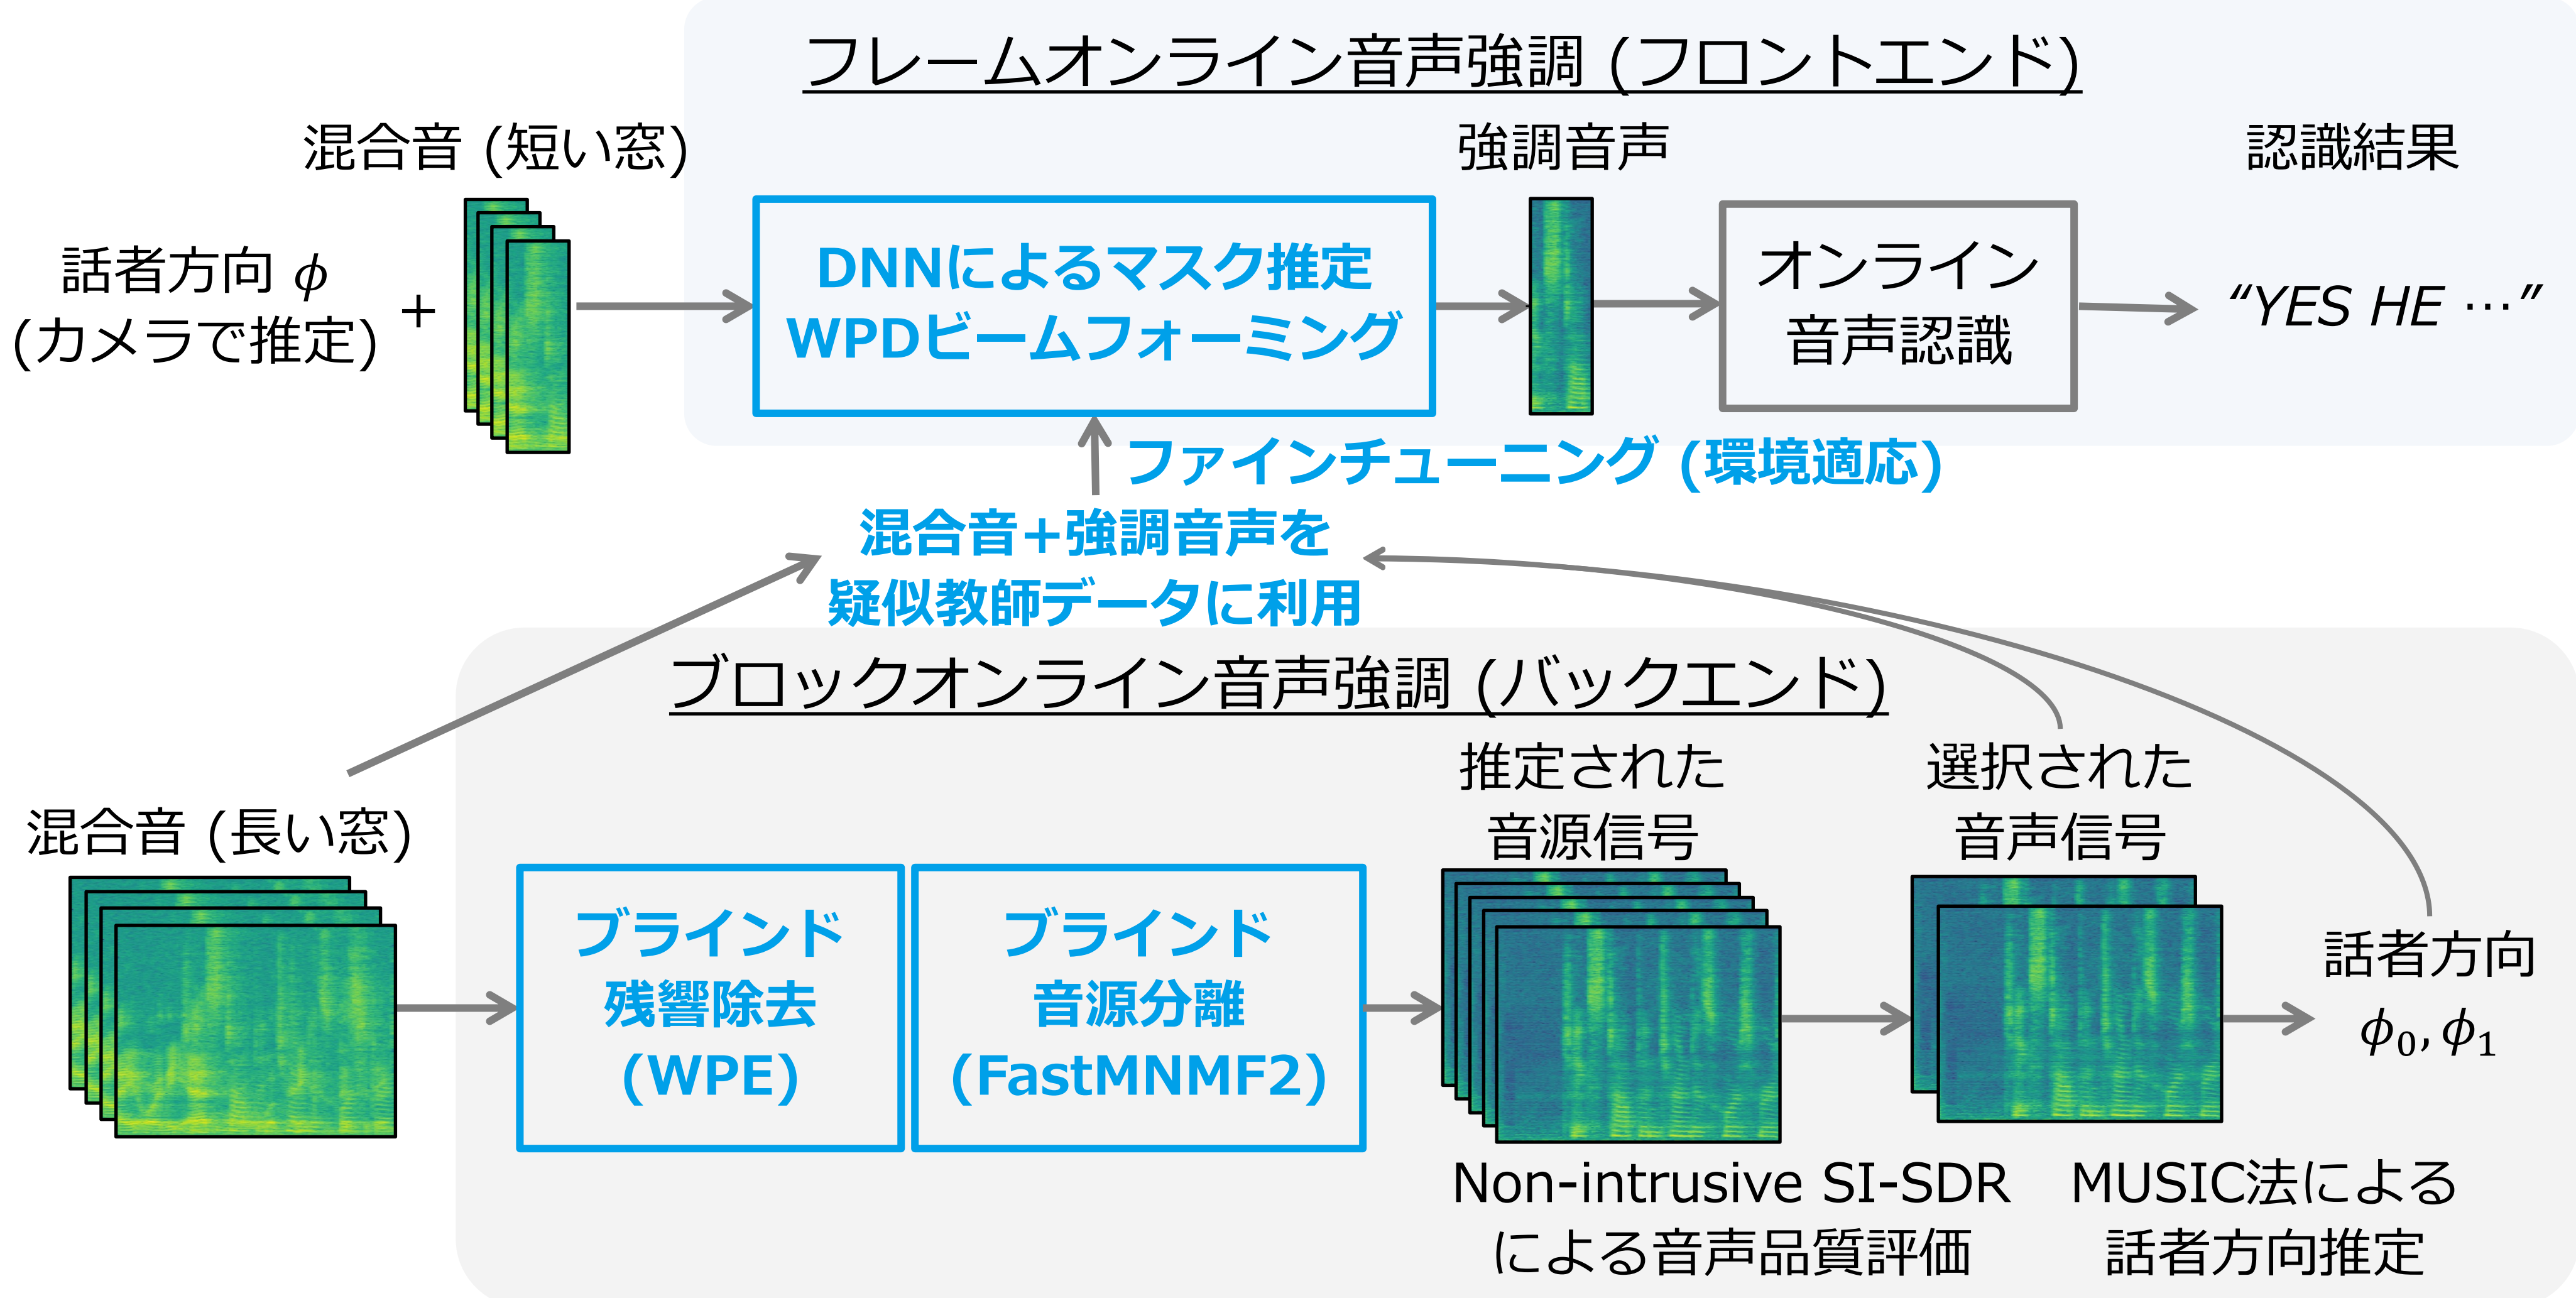 フレームオンライン音声強調 (フロントエンド)
混合音 (短い窓)
強調音声
認識結果
話者方向 ϕ
(カメラで推定)
+
DNNによるマスク推定
WPDビームフォーミング
オンライン
音声認識
“YES HE …”
ファインチューニング (環境適応)
混合音+強調音声を
疑似教師データに利用
ブロックオンライン音声強調 (バックエンド)
混合音 (長い窓)
ブラインド
残響除去
(WPE)
ブラインド
音源分離
(FastMNMF2)
推定された
音源信号
選択された
音声信号
話者方向
ϕ₀, ϕ₁
Non-intrusive SI-SDR
による音声品質評価
MUSIC法による
話者方向推定